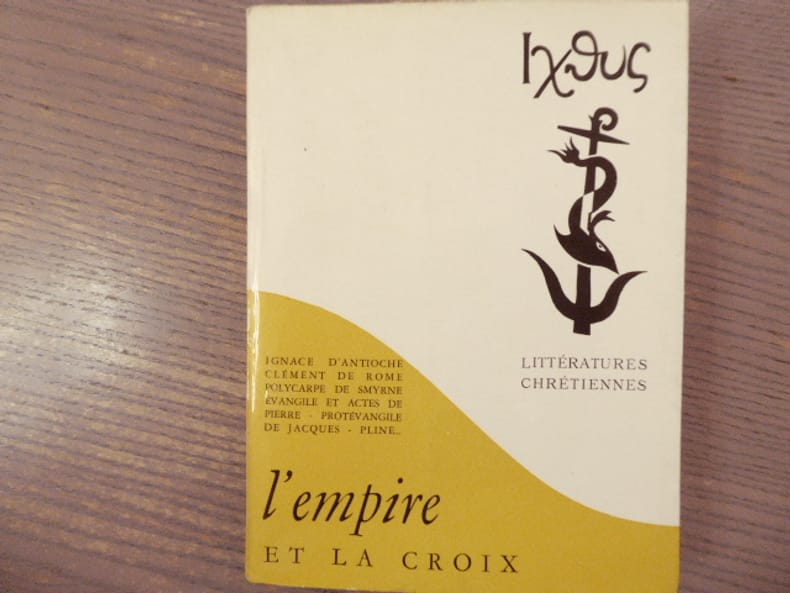 Ιχθυς
LITTÉRATURES
CHRÉTIENNES
IGNACE D'ANTIOCHE
CLÉMENT DE ROME
POLYCARPE DE SMYRNE
ÉVANGILE ET ACTES DE
PIERRE - PROTÉVANGILE
DE JACQUES - PLINE...
l'empire
ET LA CROIX